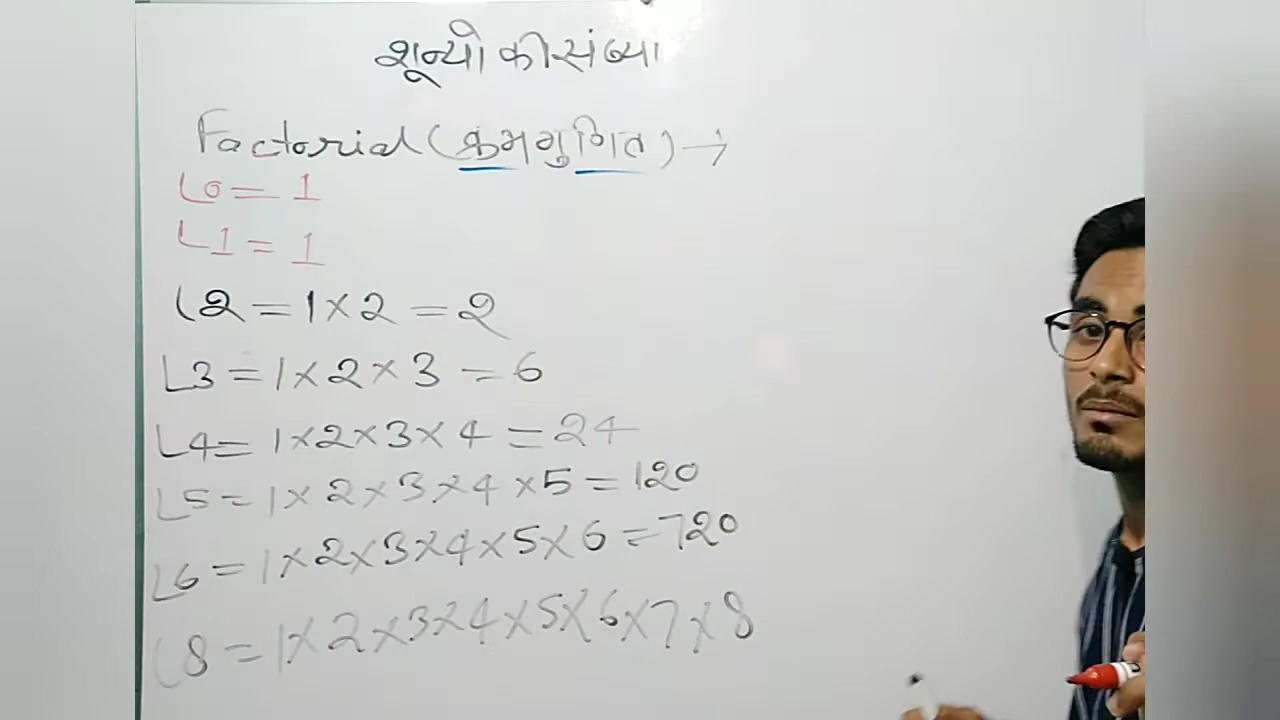 शून्यो की संख्या
Factorial (क्रमगुणित) →
∟0 = 1
∟1 = 1
∟2 = 1 × 2 = 2
∟3 = 1 × 2 × 3 = 6
∟4 = 1 × 2 × 3 × 4 = 24
∟5 = 1 × 2 × 3 × 4 × 5 = 120
∟6 = 1 × 2 × 3 × 4 × 5 × 6 = 720
∟8 = 1 × 2 × 3 × 4 × 5 × 6 × 7 × 8